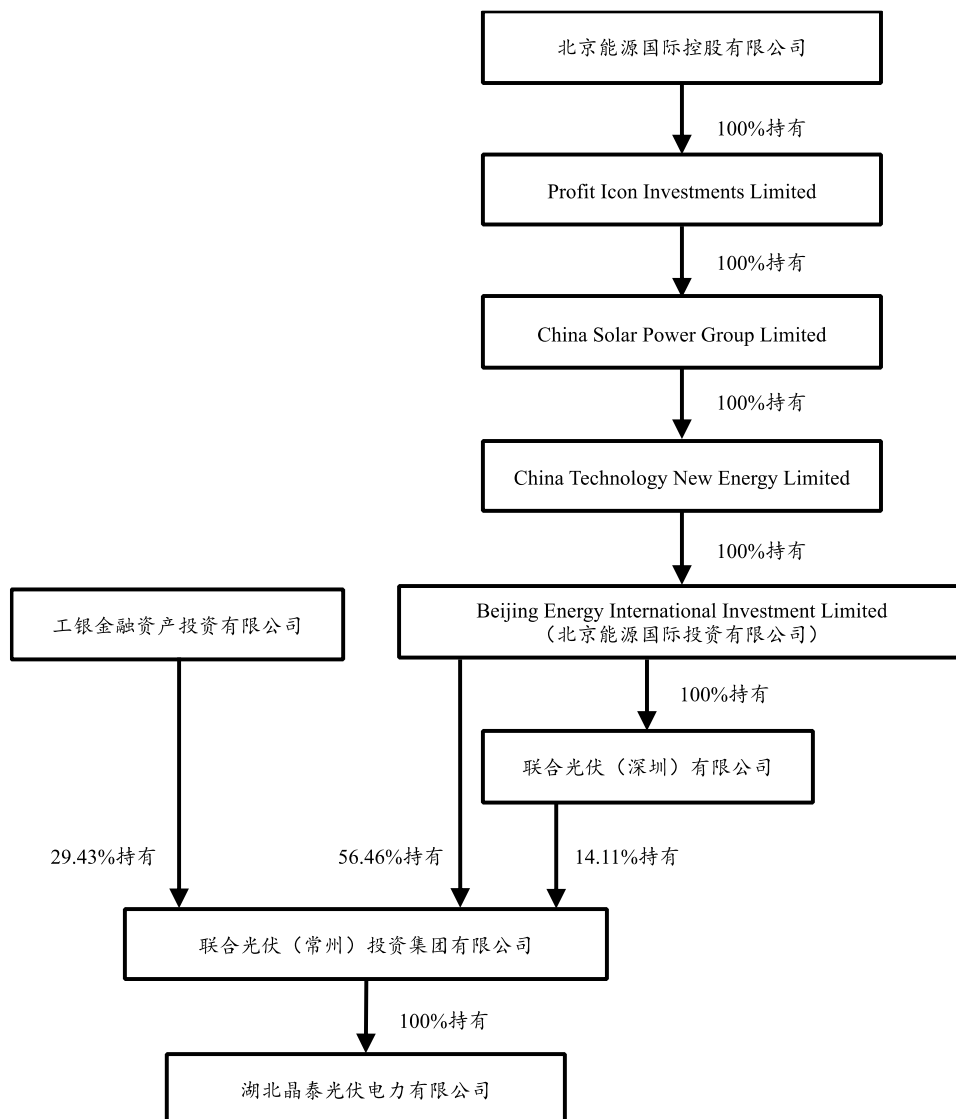 北京能源国际控股有限公司
100%持有
Profit Icon Investments Limited
100%持有
China Solar Power Group Limited
100%持有
China Technology New Energy Limited
100%持有
工银金融资产投资有限公司
Beijing Energy International Investment Limited
（北京能源国际投资有限公司）
100%持有
联合光伏（深圳）有限公司
29.43%持有
56.46%持有
14.11%持有
联合光伏（常州）投资集团有限公司
100%持有
湖北晶泰光伏电力有限公司